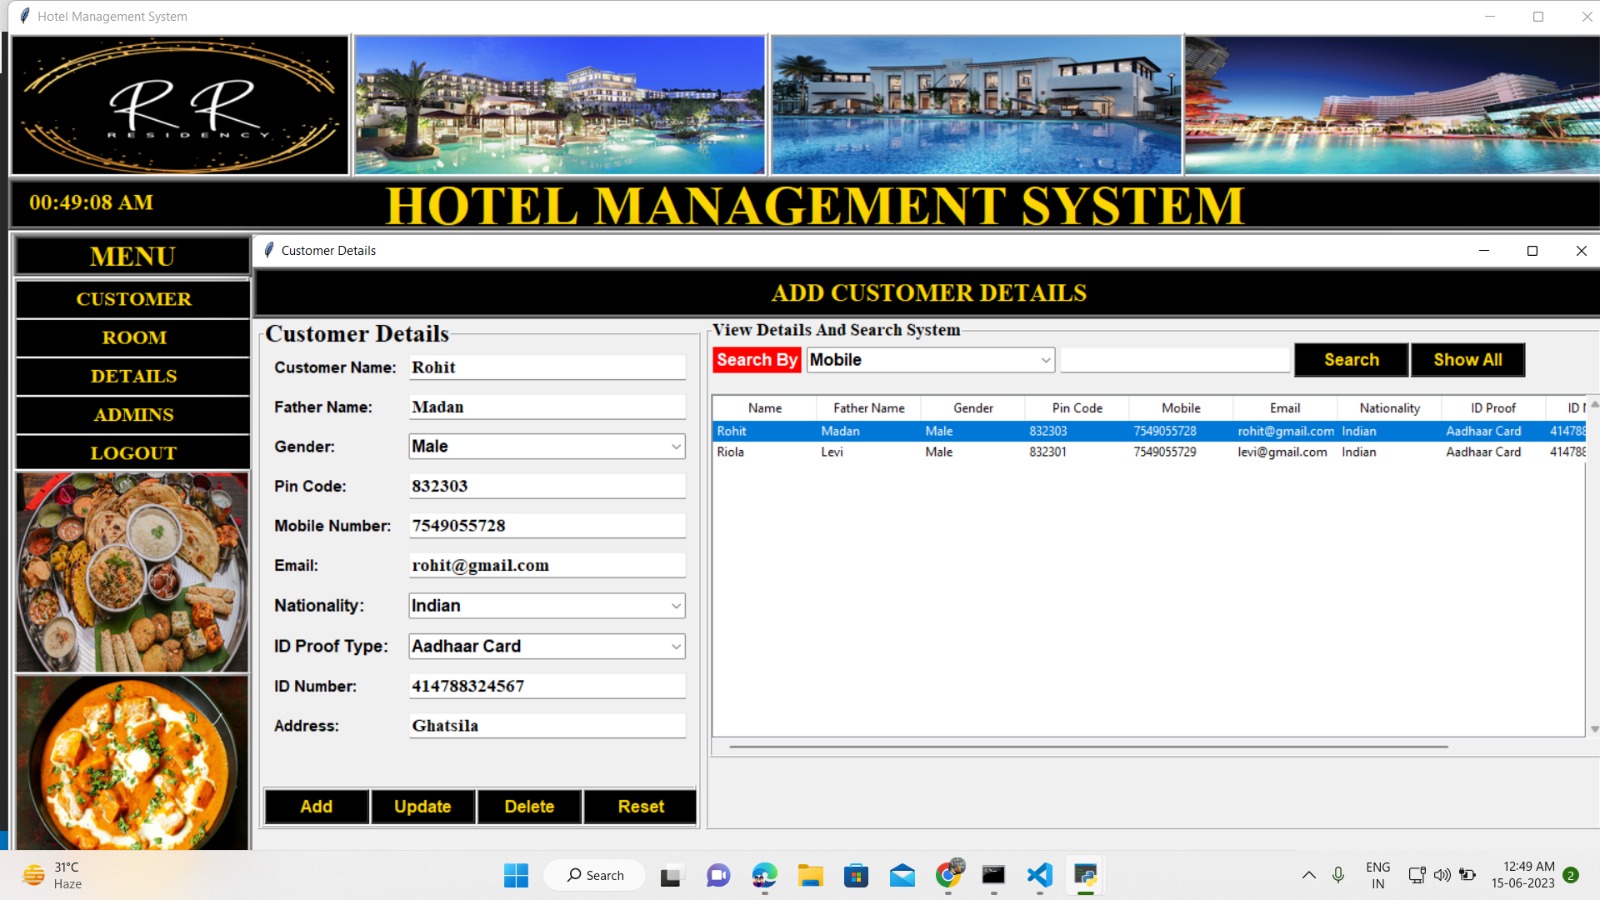 Hotel Management System
RR
RESIDENCY
00:49:08 AM
HOTEL MANAGEMENT SYSTEM
MENU
CUSTOMER
ROOM
DETAILS
ADMINS
LOGOUT
Customer Details
ADD CUSTOMER DETAILS
Customer Details
Customer Name: Rohit
Father Name: Madan
Gender: Male
Pin Code: 832303
Mobile Number: 7549055728
Email: rohit@gmail.com
Nationality: Indian
ID Proof Type: Aadhaar Card
ID Number: 414788324567
Address: Ghatsila
Add Update Delete Reset
View Details And Search System
Search By Mobile Search Show All
Name Father Name Gender Pin Code Mobile Email Nationality ID Proof ID
Rohit Madan Male 832303 7549055728 rohit@gmail.com Indian Aadhaar Card 41478
Riola Levi Male 832301 7549055729 levi@gmail.com Indian Aadhaar Card 41478
31°C
Haze
Search
ENG
IN
12:49 AM
15-06-2023
2